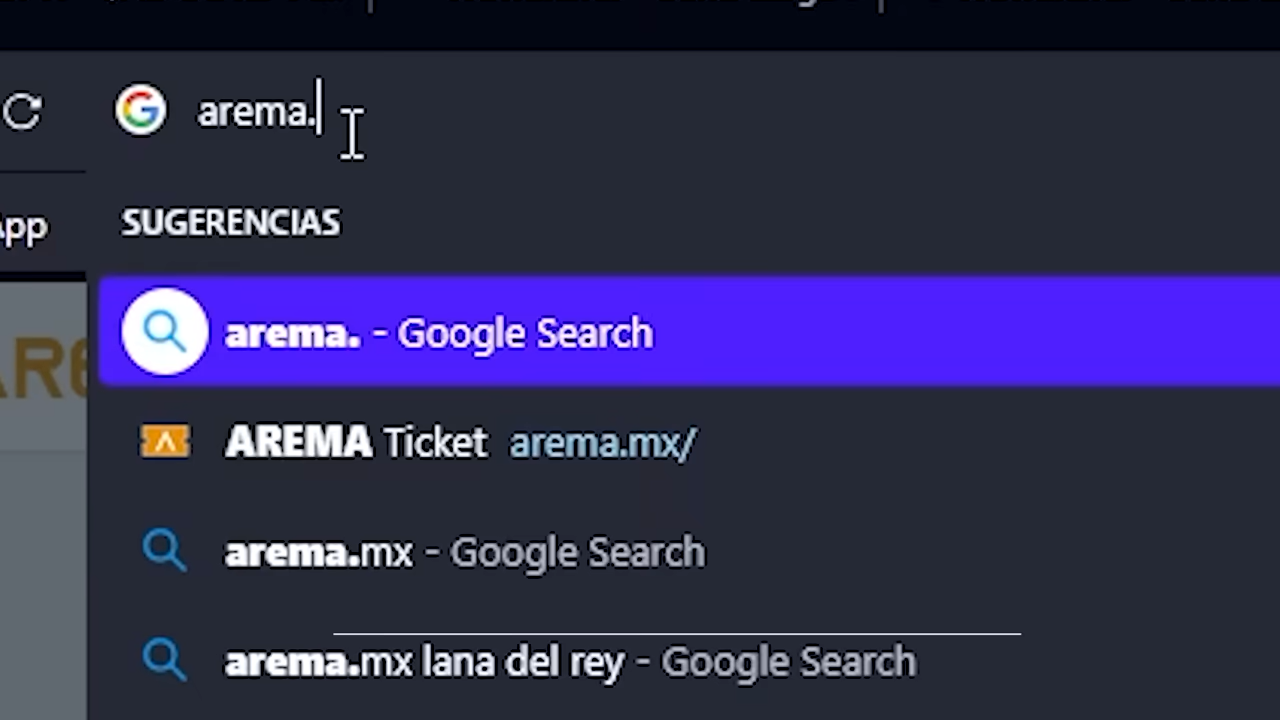 arema.
App
SUGERENCIAS
arema. - Google Search
AREMA Ticket arema.mx/
arema.mx - Google Search
arema.mx lana del rey - Google Search